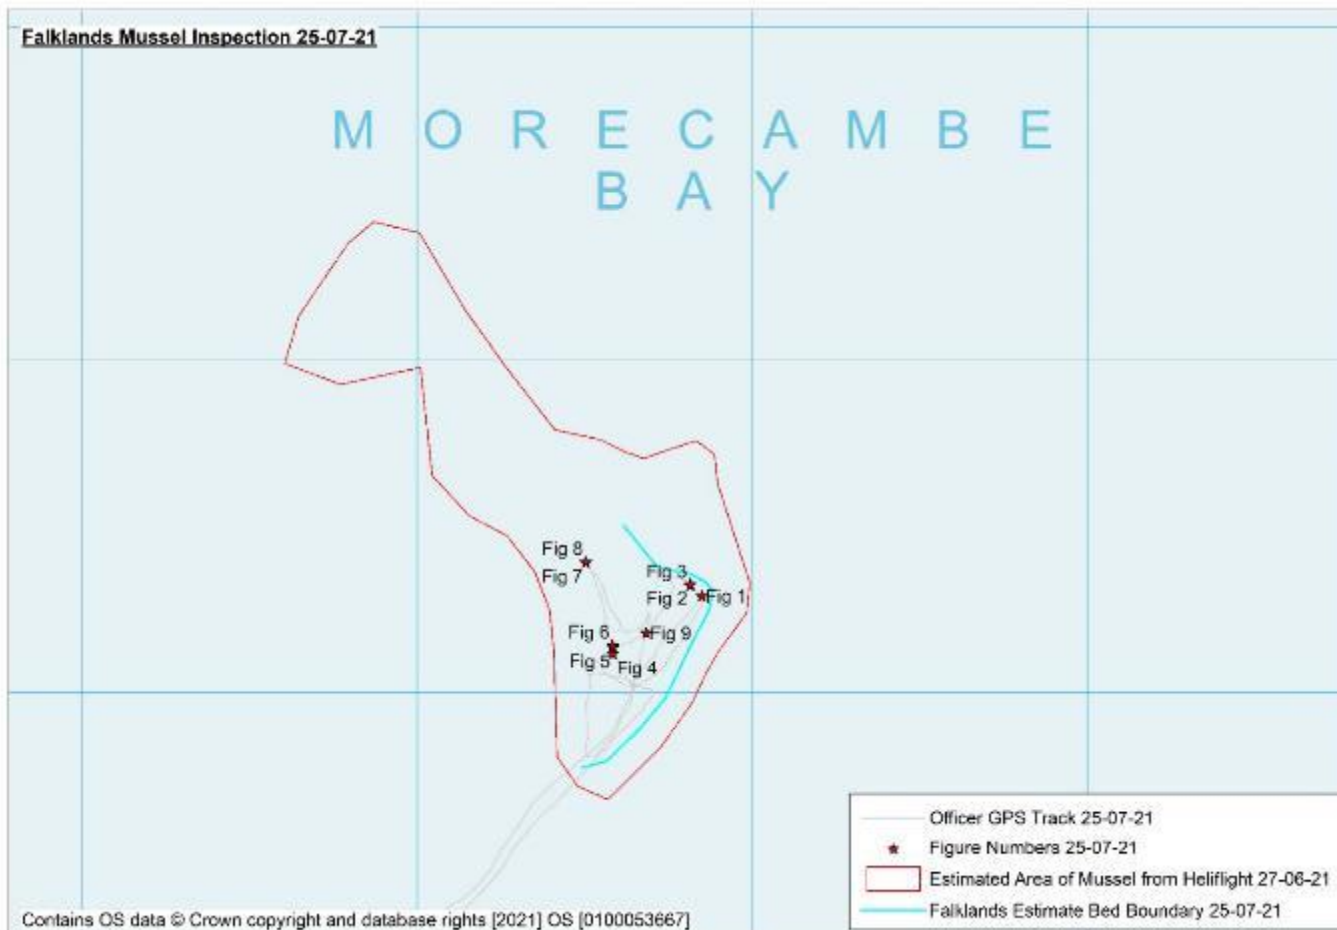 Falklands Mussel Inspection 25-07-21
M O R E C A M B E
B A Y
Fig 8
Fig 7
Fig 3
Fig 2
Fig 1
Fig 6
Fig 9
Fig 5
Fig 4
Officer GPS Track 25-07-21
Figure Numbers 25-07-21
Estimated Area of Mussel from Heliflight 27-06-21
Falklands Estimate Bed Boundary 25-07-21
Contains OS data © Crown copyright and database rights [2021] OS [0100053667]